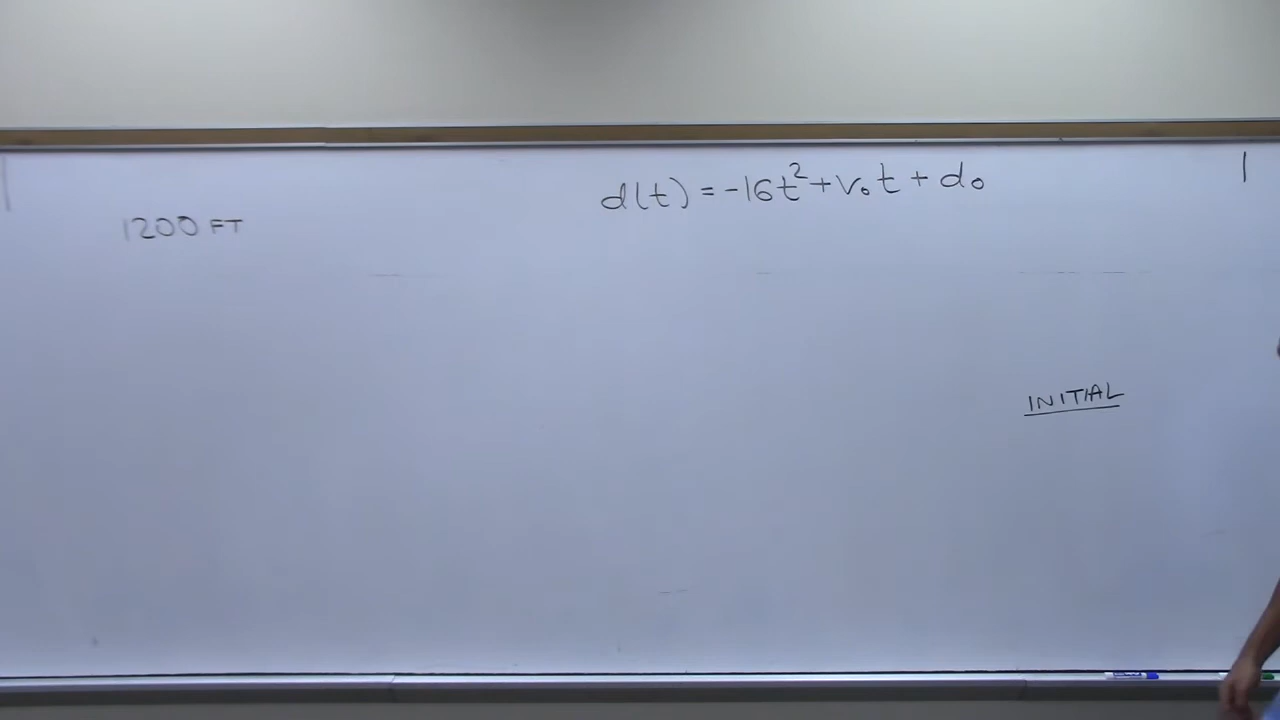 d(t) = -16t² + v₀t + d₀
1200 FT
INITIAL